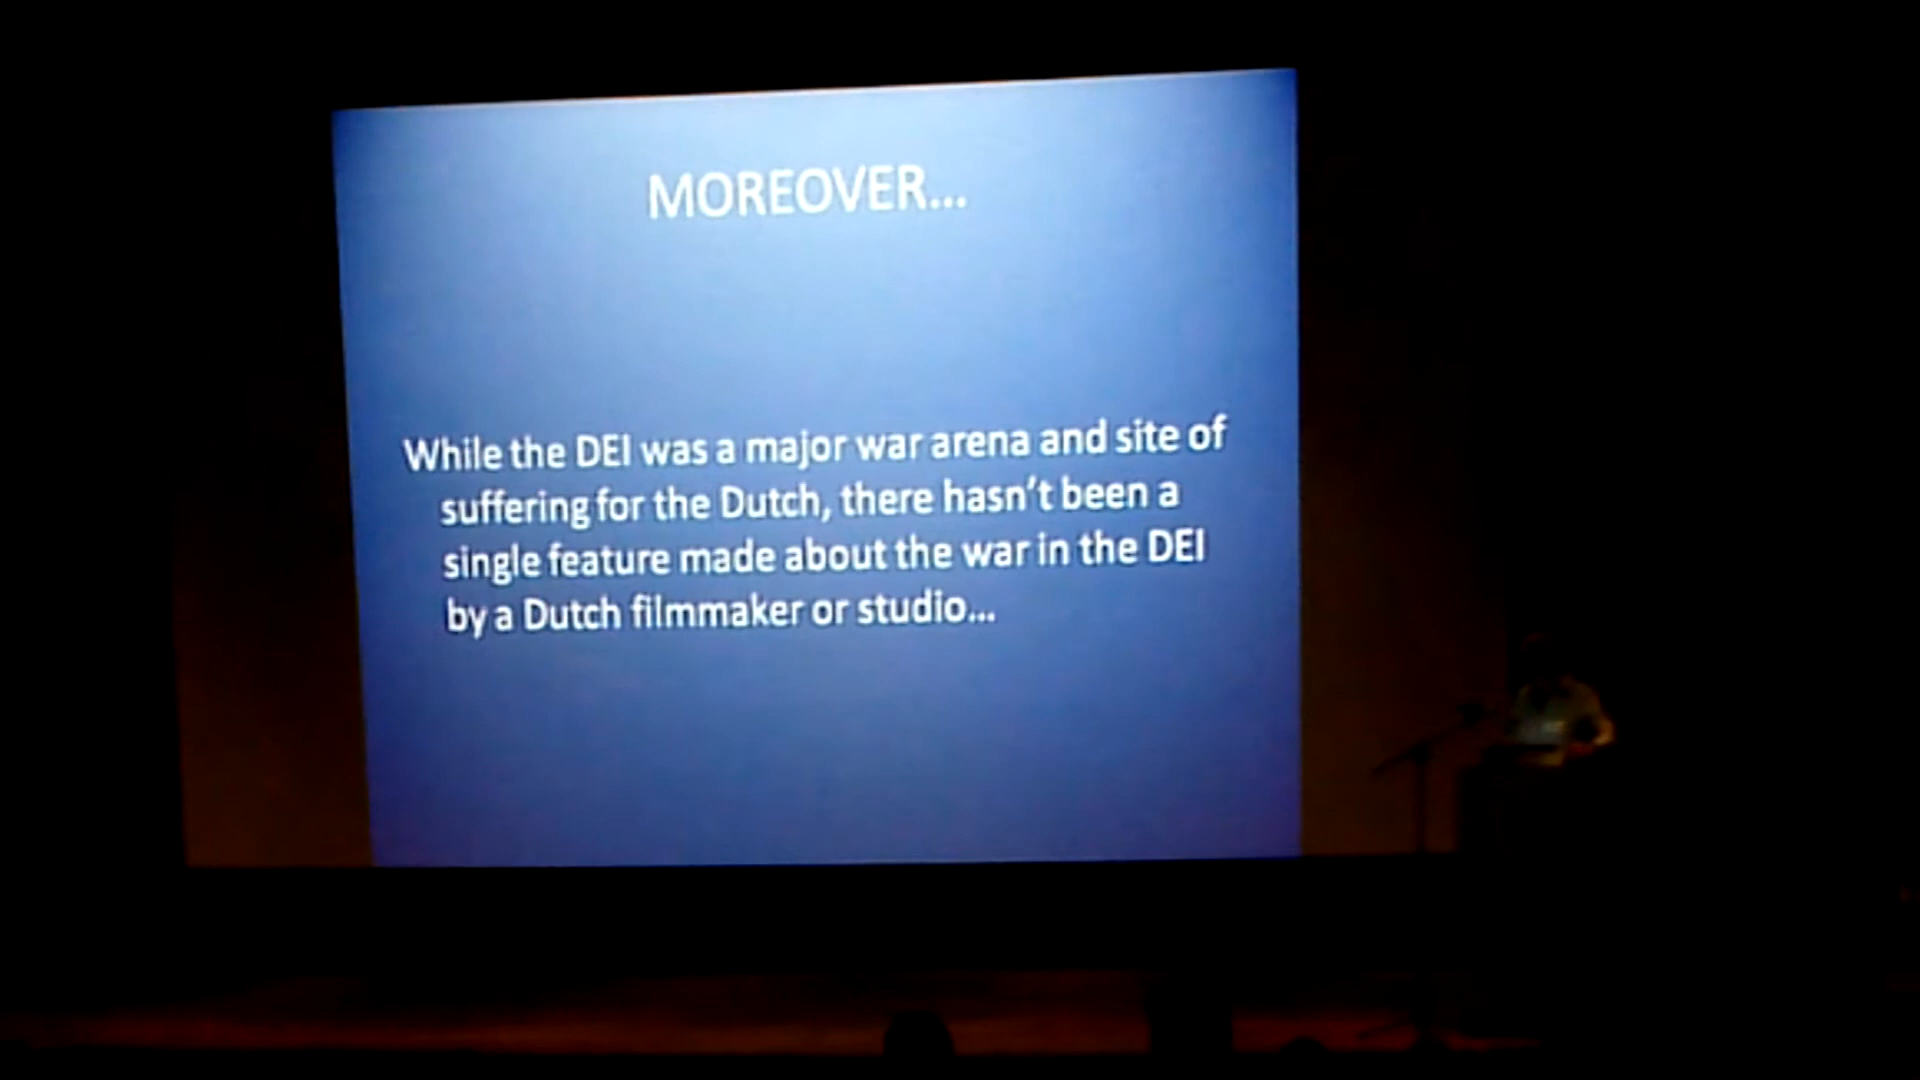 MOREOVER...
While the DEI was a major war arena and site of
suffering for the Dutch, there hasn't been a
single feature made about the war in the DEI
by a Dutch filmmaker or studio...